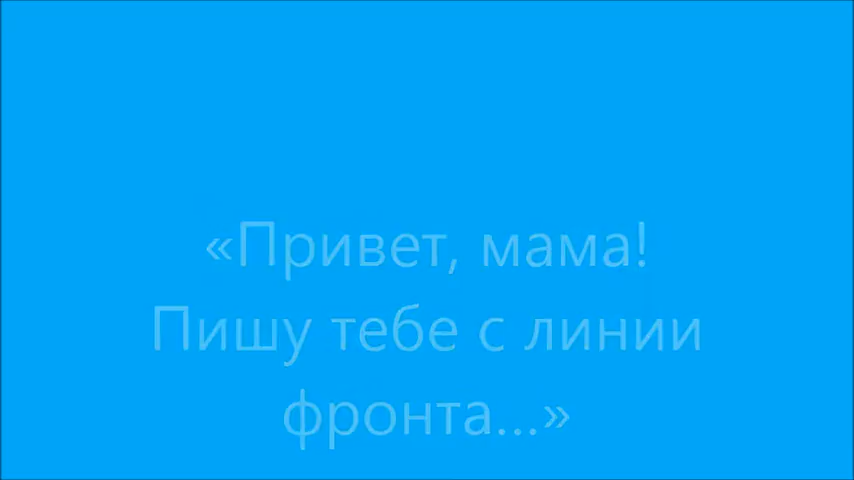 «Привет, мама!
Пишу тебе с линии
фронта...»